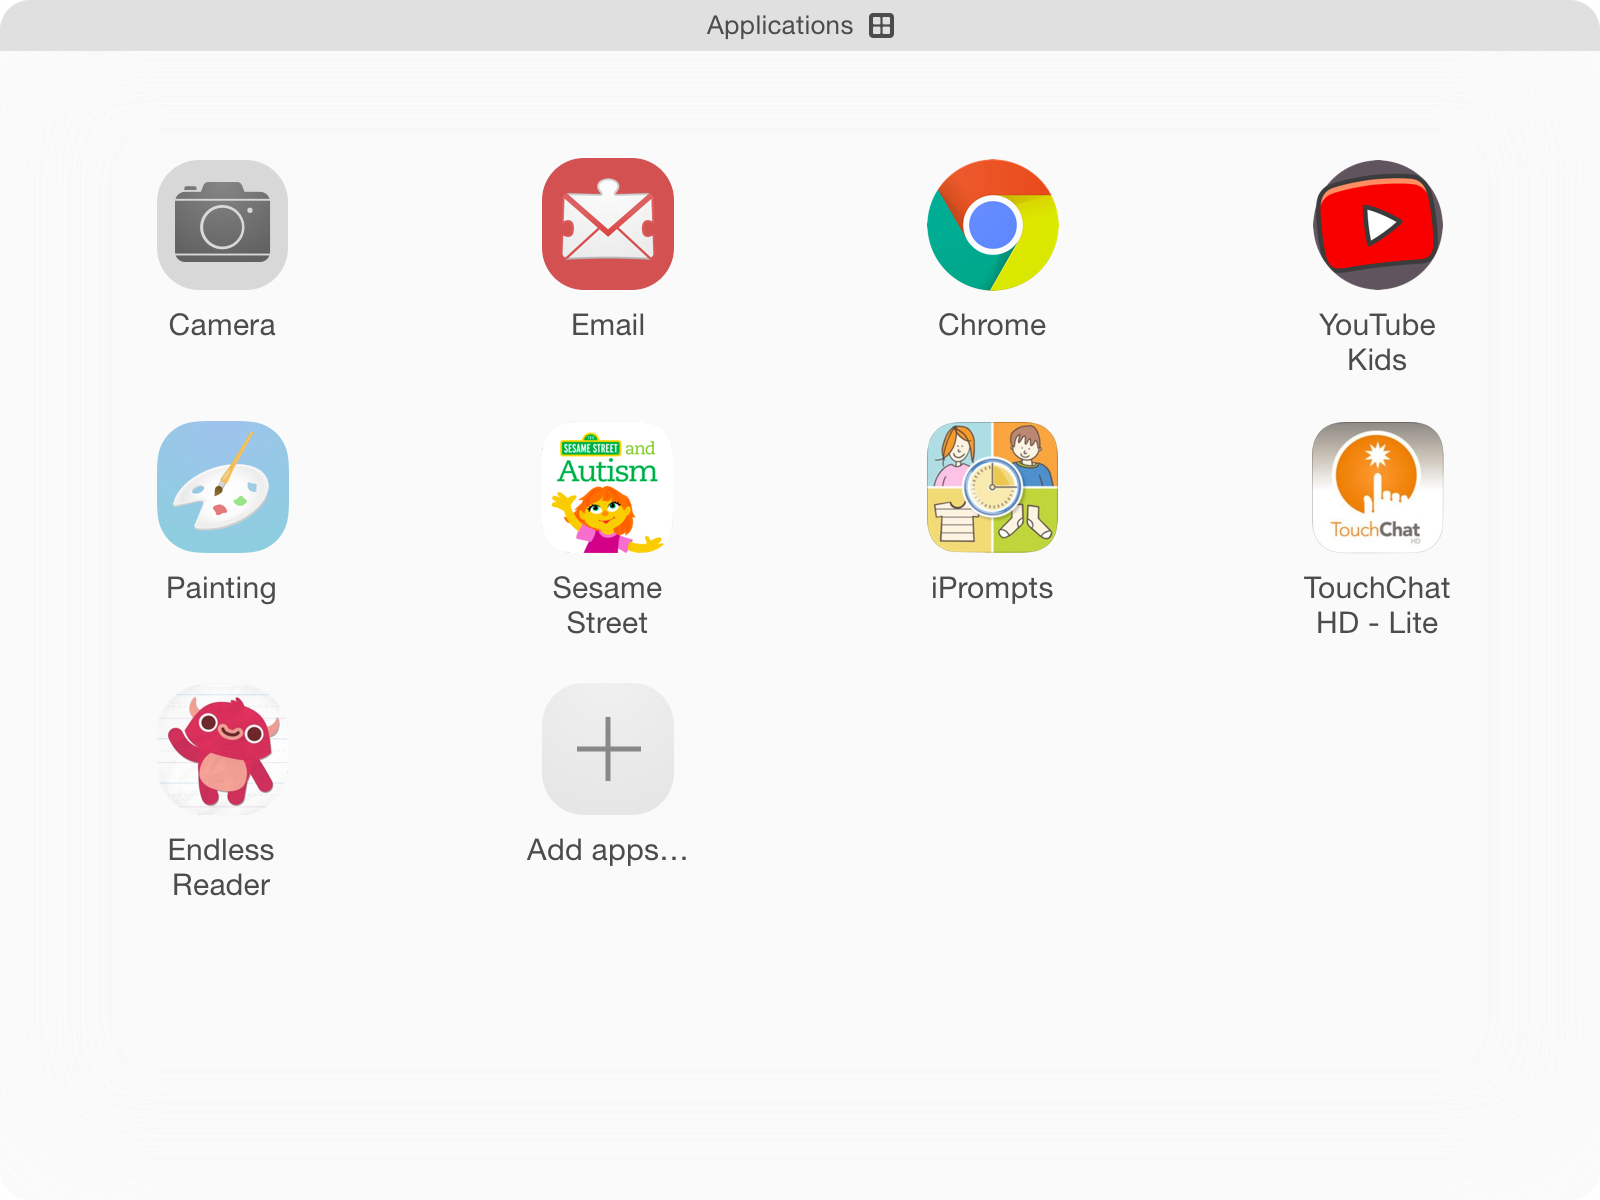 Applications
Camera
Email
Chrome
YouTube
Kids
SESAME STREET and
Autism
TouchChat
HD
Painting
Sesame
Street
iPrompts
TouchChat
HD - Lite
Endless
Reader
Add apps...